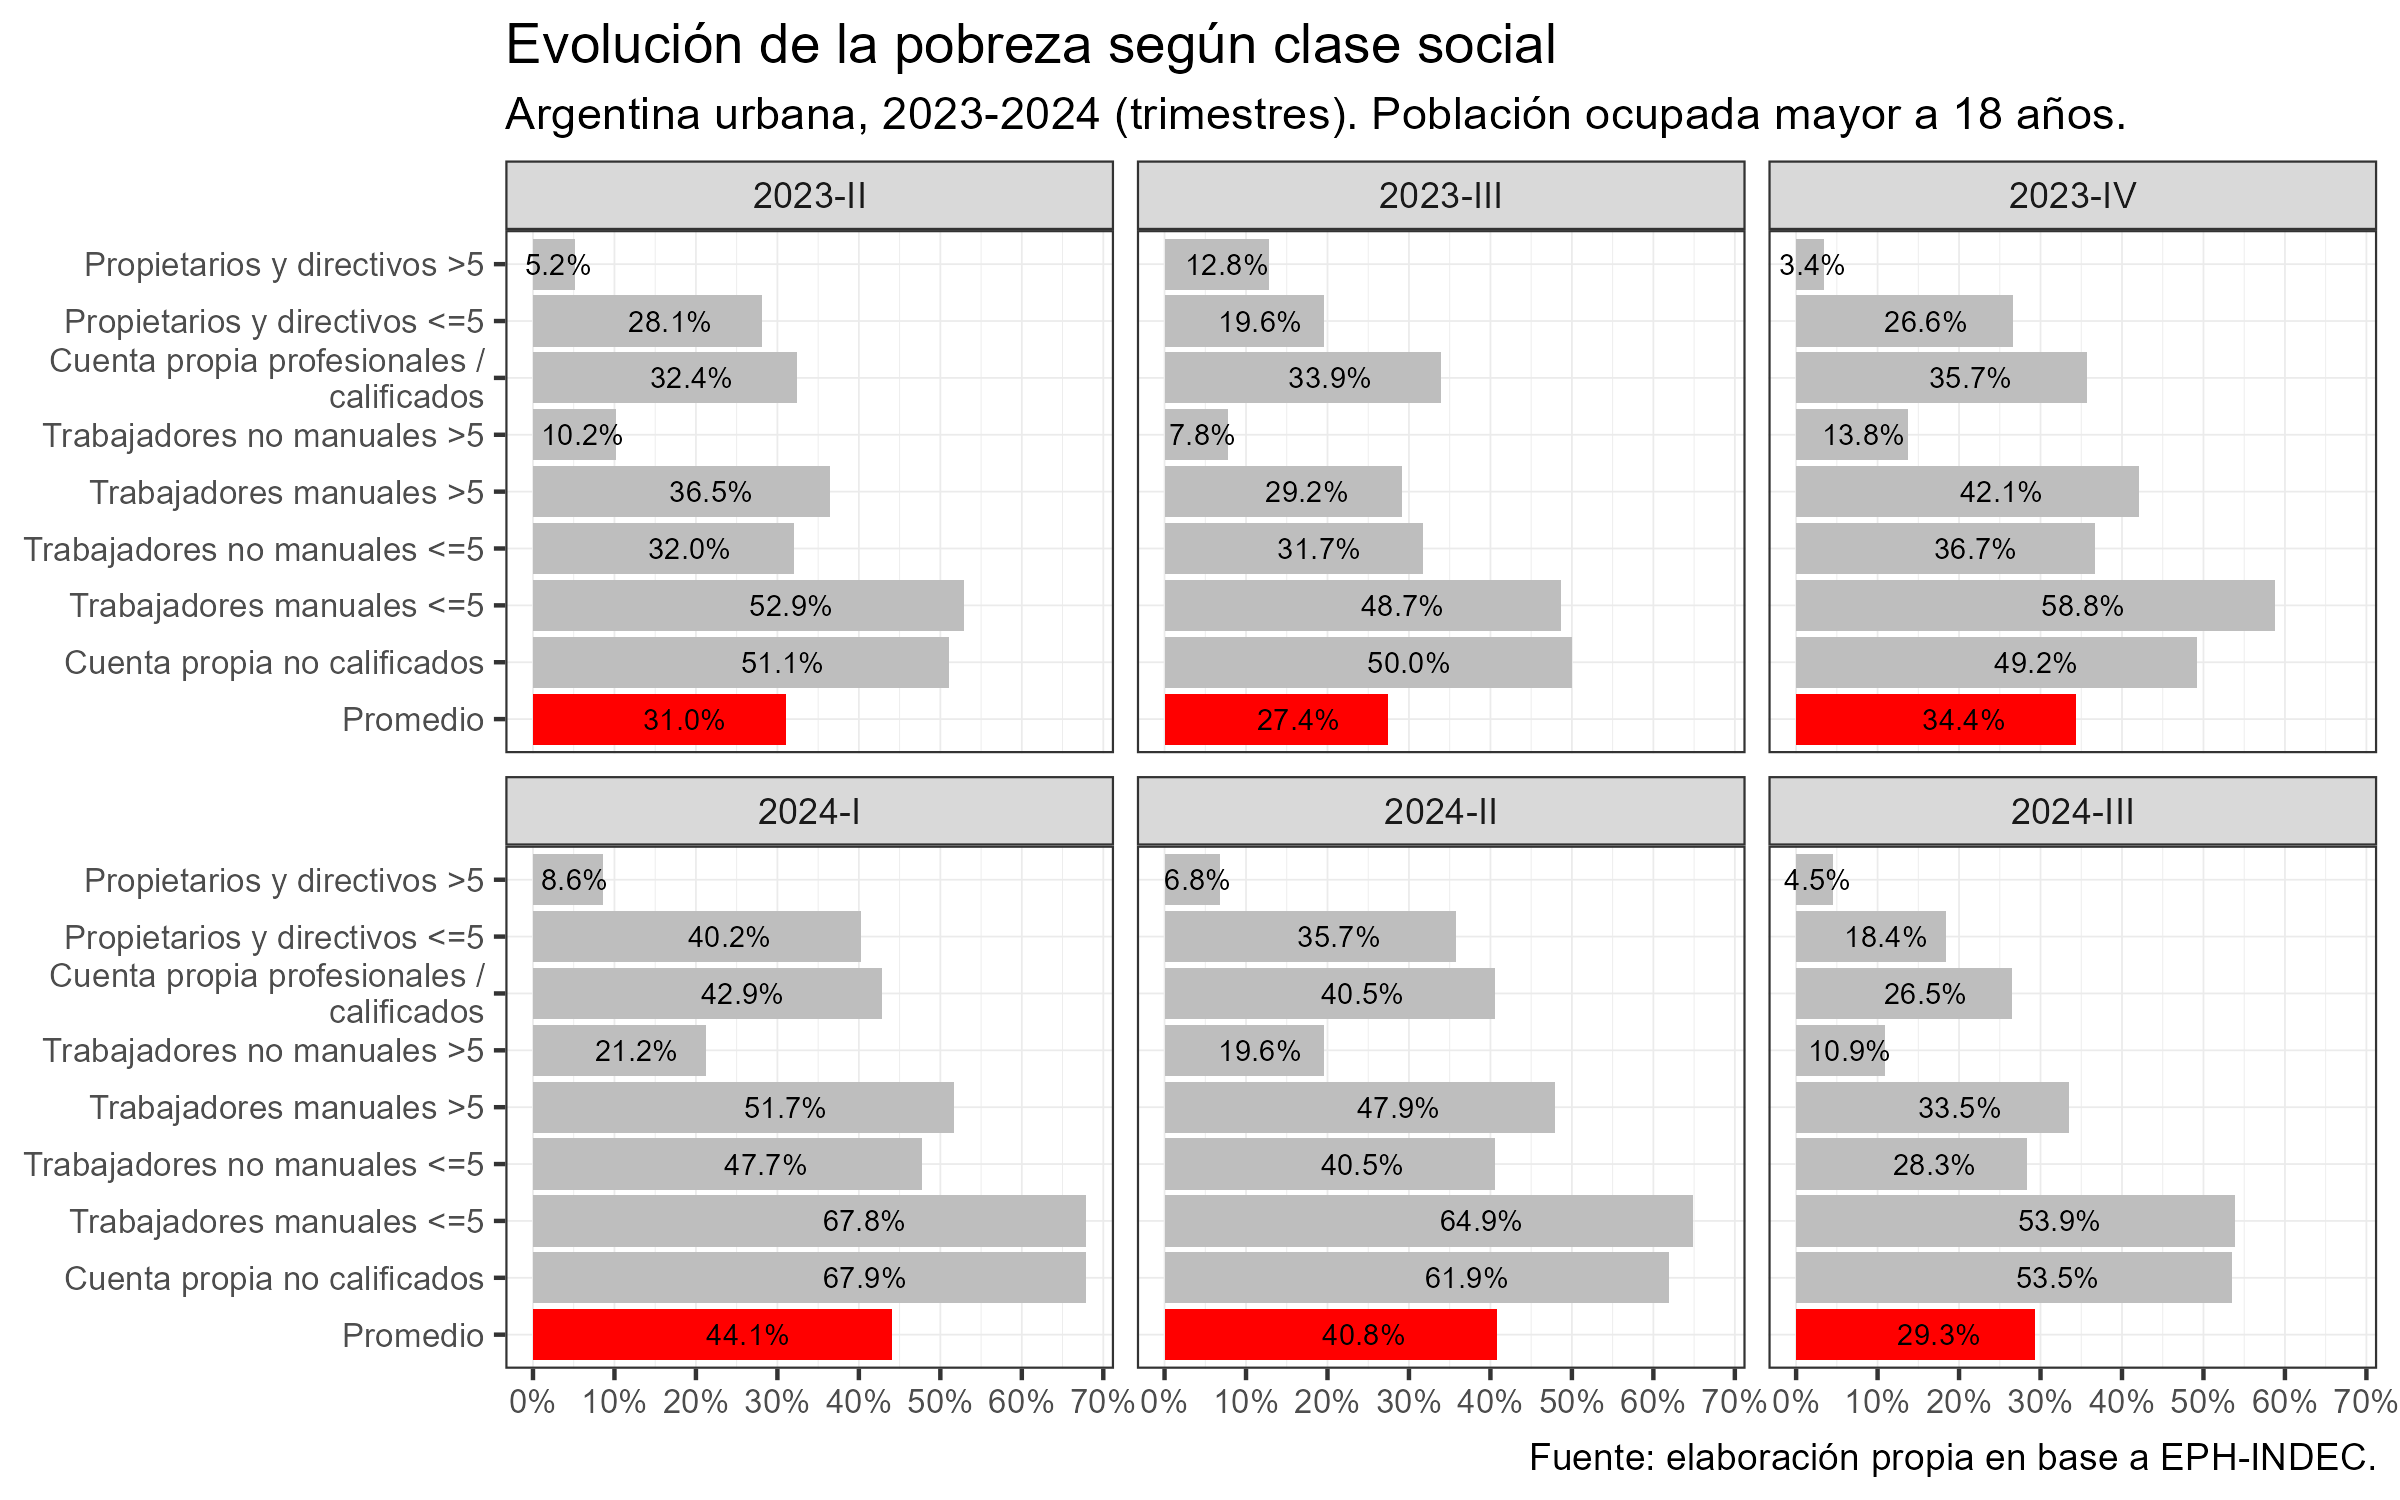 Evolución de la pobreza según clase social
Argentina urbana, 2023-2024 (trimestres). Población ocupada mayor a 18 años.
2023-II
2023-III
2023-IV
Propietarios y directivos >5
5.2%
12.8%
3.4%
Propietarios y directivos <=5
28.1%
19.6%
26.6%
Cuenta propia profesionales /
calificados
32.4%
33.9%
35.7%
Trabajadores no manuales >5
10.2%
7.8%
13.8%
Trabajadores manuales >5
36.5%
29.2%
42.1%
Trabajadores no manuales <=5
32.0%
31.7%
36.7%
Trabajadores manuales <=5
52.9%
48.7%
58.8%
Cuenta propia no calificados
51.1%
50.0%
49.2%
Promedio
31.0%
27.4%
34.4%
2024-I
2024-II
2024-III
Propietarios y directivos >5
8.6%
6.8%
4.5%
Propietarios y directivos <=5
40.2%
35.7%
18.4%
Cuenta propia profesionales /
calificados
42.9%
40.5%
26.5%
Trabajadores no manuales >5
21.2%
19.6%
10.9%
Trabajadores manuales >5
51.7%
47.9%
33.5%
Trabajadores no manuales <=5
47.7%
40.5%
28.3%
Trabajadores manuales <=5
67.8%
64.9%
53.9%
Cuenta propia no calificados
67.9%
61.9%
53.5%
Promedio
44.1%
40.8%
29.3%
0% 10% 20% 30% 40% 50% 60% 70%
0% 10% 20% 30% 40% 50% 60% 70%
0% 10% 20% 30% 40% 50% 60% 70%
Fuente: elaboración propia en base a EPH-INDEC.